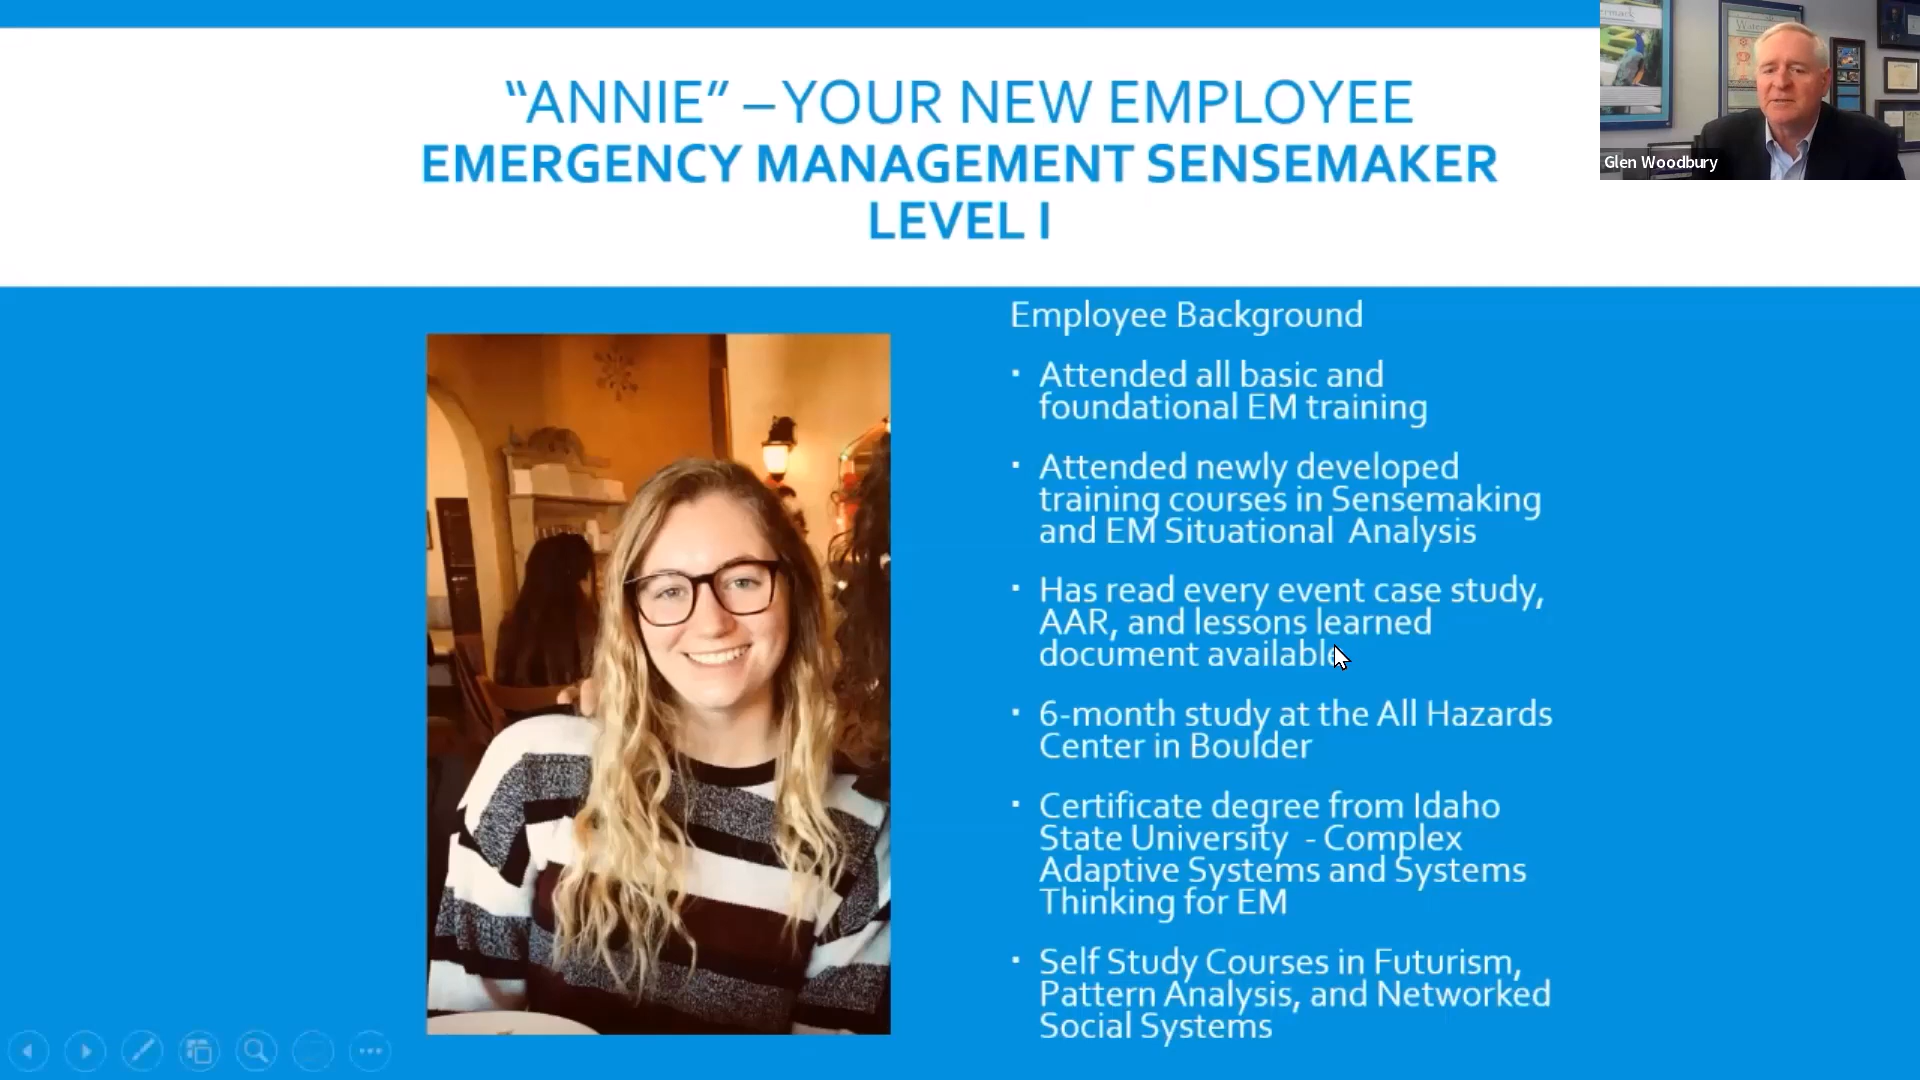 “ANNIE” – YOUR NEW EMPLOYEE
EMERGENCY MANAGEMENT SENSEMAKER
LEVEL I
Glen Woodbury
Employee Background
▪ Attended all basic and
foundational EM training
▪ Attended newly developed
training courses in Sensemaking
and EM Situational Analysis
▪ Has read every event case study,
AAR, and lessons learned
document available
▪ 6-month study at the All Hazards
Center in Boulder
▪ Certificate degree from Idaho
State University - Complex
Adaptive Systems and Systems
Thinking for EM
▪ Self Study Courses in Futurism,
Pattern Analysis, and Networked
Social Systems